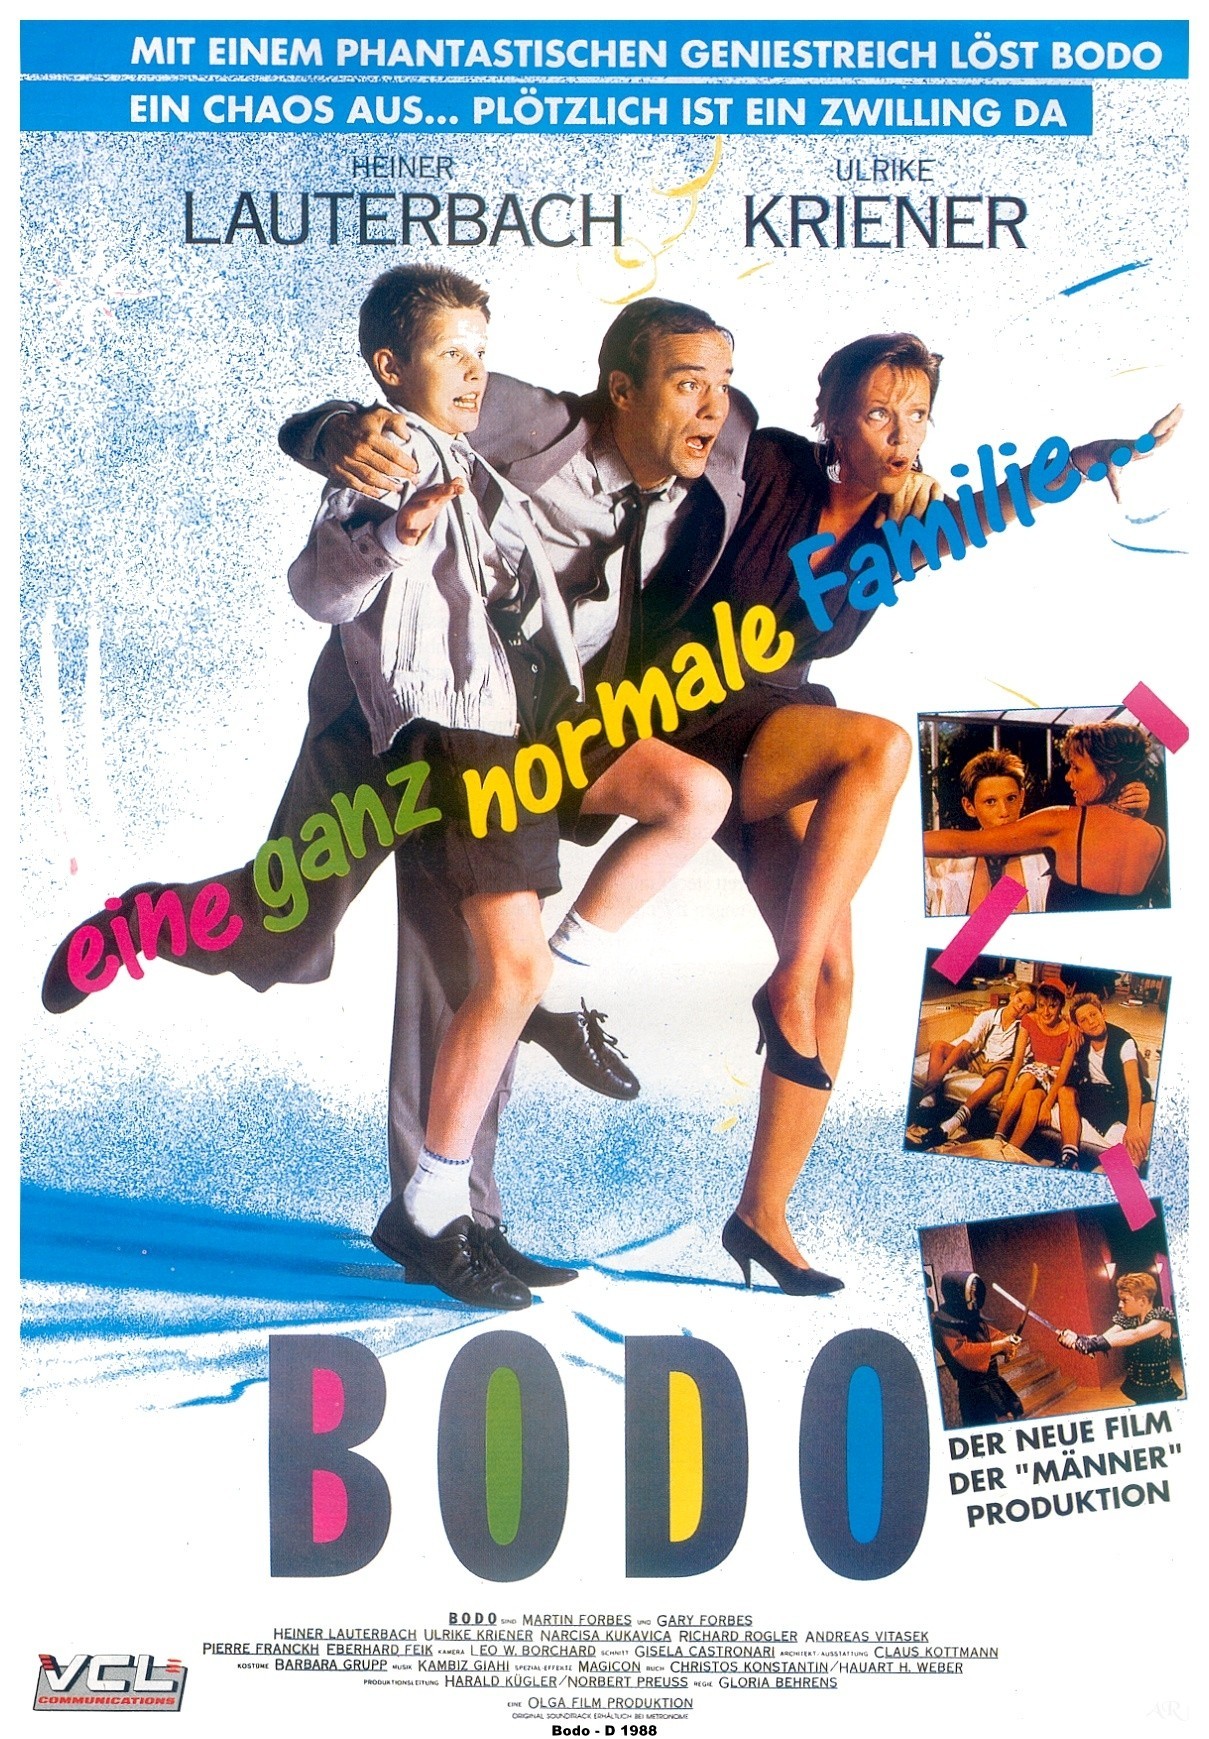 MIT EINEM PHANTASTISCHEN GENIESTREICH LÖST BODO
EIN CHAOS AUS... PLÖTZLICH IST EIN ZWILLING DA
HEINER LAUTERBACH
ULRIKE KRIENER
eine ganz normale Familie...
BODO
DER NEUE FILM
DER "MÄNNER"
PRODUKTION
BODO SIND MARTIN FORBES UND GARY FORBES
HEINER LAUTERBACH ULRIKE KRIENER NARCISA KUKAVICA RICHARD ROGLER ANDREAS VITASEK
PIERRE FRANCKH EBERHARD FEIK KAMERA LEO W. BORCHARD SCHNITT GISELA CASTRONARI ARCHITEKT/AUSSTATTUNG CLAUS KOTTMANN
KOSTÜME BARBARA GRUPP MUSIK KAMBIZ GIAHI SPEZIAL-EFFEKTE MAGICON BUCH CHRISTOS KONSTANTIN/HAUART H. WEBER
PRODUKTIONSLEITUNG HARALD KÜGLER/NORBERT PREUSS REGIE GLORIA BEHRENS
EINE OLGA FILM PRODUKTION
ORIGINAL SOUNDTRACK ERHÄLTLICH BEI METRONOME
Bodo - D 1988
VCL
COMMUNICATIONS